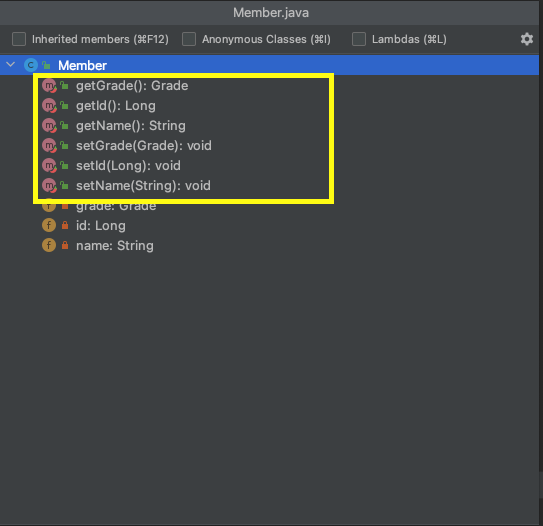 Member.java
Inherited members (⌘F12) Anonymous Classes (⌘I) Lambdas (⌘L)
C Member
m getGrade(): Grade
m getId(): Long
m getName(): String
m setGrade(Grade): void
m setId(Long): void
m setName(String): void
f grade: Grade
f id: Long
f name: String